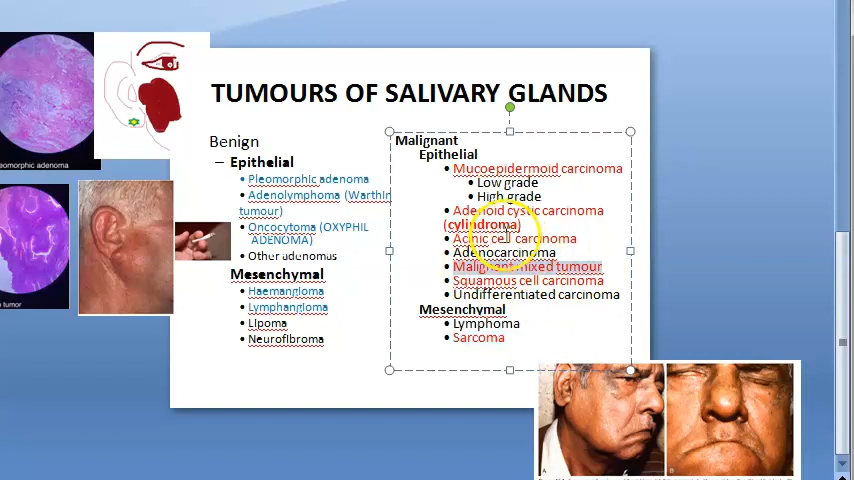 TUMOURS OF SALIVARY GLANDS
eomorphic adenoma
Benign
– Epithelial
• Pleomorphic adenoma
• Adenolymphoma (Warthin
tumour)
• Oncocytoma (OXYPHIL
ADENOMA)
• Other adenomus
Mesenchymal
• Haemangioma
• Lymphangioma
• Lipoma
• Neurofibroma
tumor
Malignant
Epithelial
• Mucoepidermoid carcinoma
• Low grade
• High grade
• Adenoid cystic carcinoma
(cylindroma)
• Acinic cell carcinoma
• Adenocarcinoma
• Malignant mixed tumour
• Squamous cell carcinoma
• Undifferentiated carcinoma
Mesenchymal
• Lymphoma
• Sarcoma
A
B